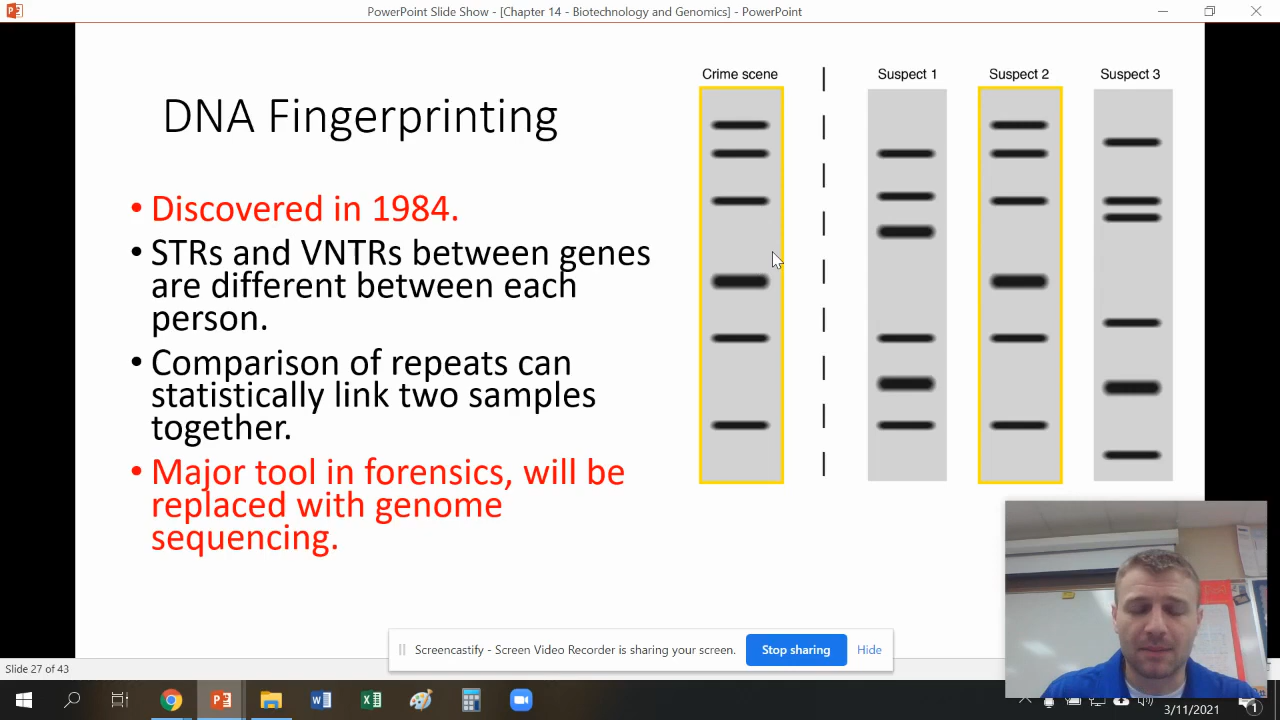 PowerPoint Slide Show - [Chapter 14 - Biotechnology and Genomics] - PowerPoint
DNA Fingerprinting
• Discovered in 1984.
• STRs and VNTRs between genes
are different between each
person.
• Comparison of repeats can
statistically link two samples
together.
• Major tool in forensics, will be
replaced with genome
sequencing.
Crime scene
Suspect 1
Suspect 2
Suspect 3
Screencastify - Screen Video Recorder is sharing your screen.
Stop sharing
Hide
Slide 27 of 43
3/11/2021
1